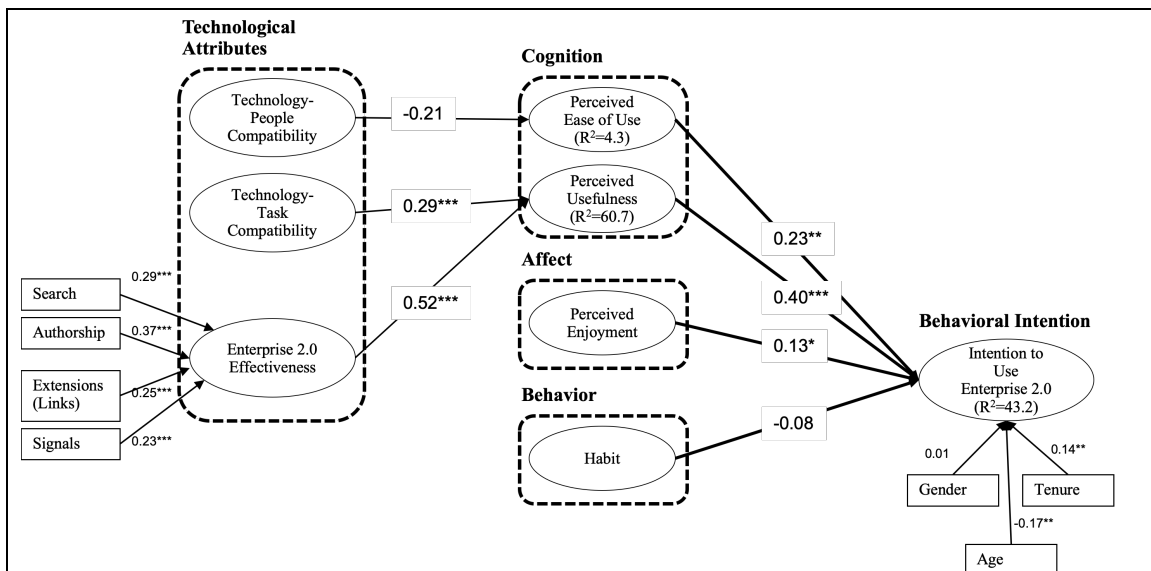 Technological
Attributes
Technology-
People
Compatibility
Technology-
Task
Compatibility
Enterprise 2.0
Effectiveness
Search
Authorship
Extensions
(Links)
Signals
0.29***
0.37***
0.25***
0.23***
-0.21
0.29***
0.52***
Cognition
Perceived
Ease of Use
(R²=4.3)
Perceived
Usefulness
(R²=60.7)
Affect
Perceived
Enjoyment
Behavior
Habit
0.23**
0.40***
0.13*
-0.08
Behavioral Intention
Intention to
Use
Enterprise 2.0
(R²=43.2)
0.01
0.14**
Gender
Tenure
-0.17**
Age